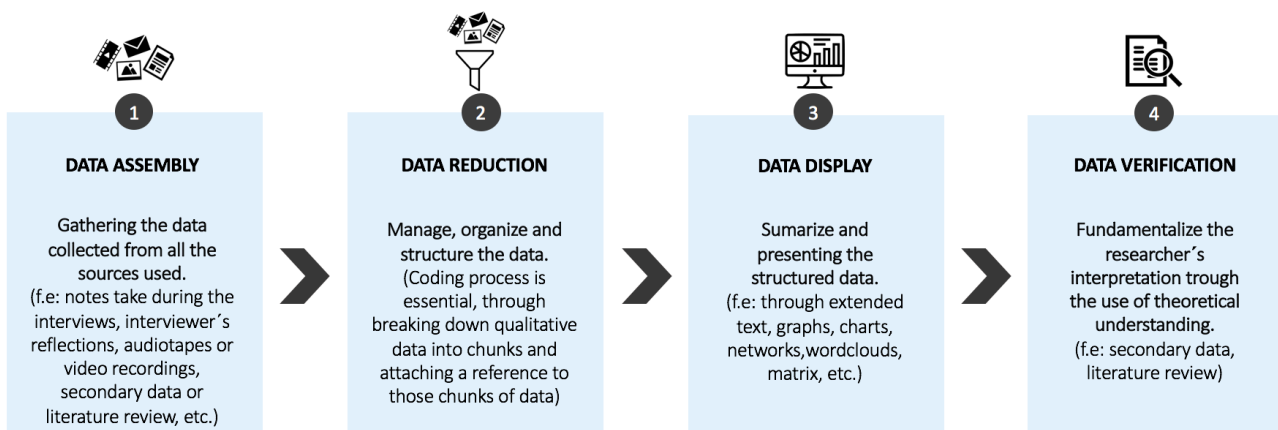 1
DATA ASSEMBLY
Gathering the data
collected from all the
sources used.
(f.e: notes take during the
interviews, interviewer´s
reflections, audiotapes or
video recordings,
secondary data or
literature review, etc.)
2
DATA REDUCTION
Manage, organize and
structure the data.
(Coding process is
essential, through
breaking down qualitative
data into chunks and
attaching a reference to
those chunks of data)
3
DATA DISPLAY
Sumarize and
presenting the
structured data.
(f.e: through extended
text, graphs, charts,
networks,wordclouds,
matrix, etc.)
4
DATA VERIFICATION
Fundamentalize the
researcher´s
interpretation trough
the use of theoretical
understanding.
(f.e: secondary data,
literature review)